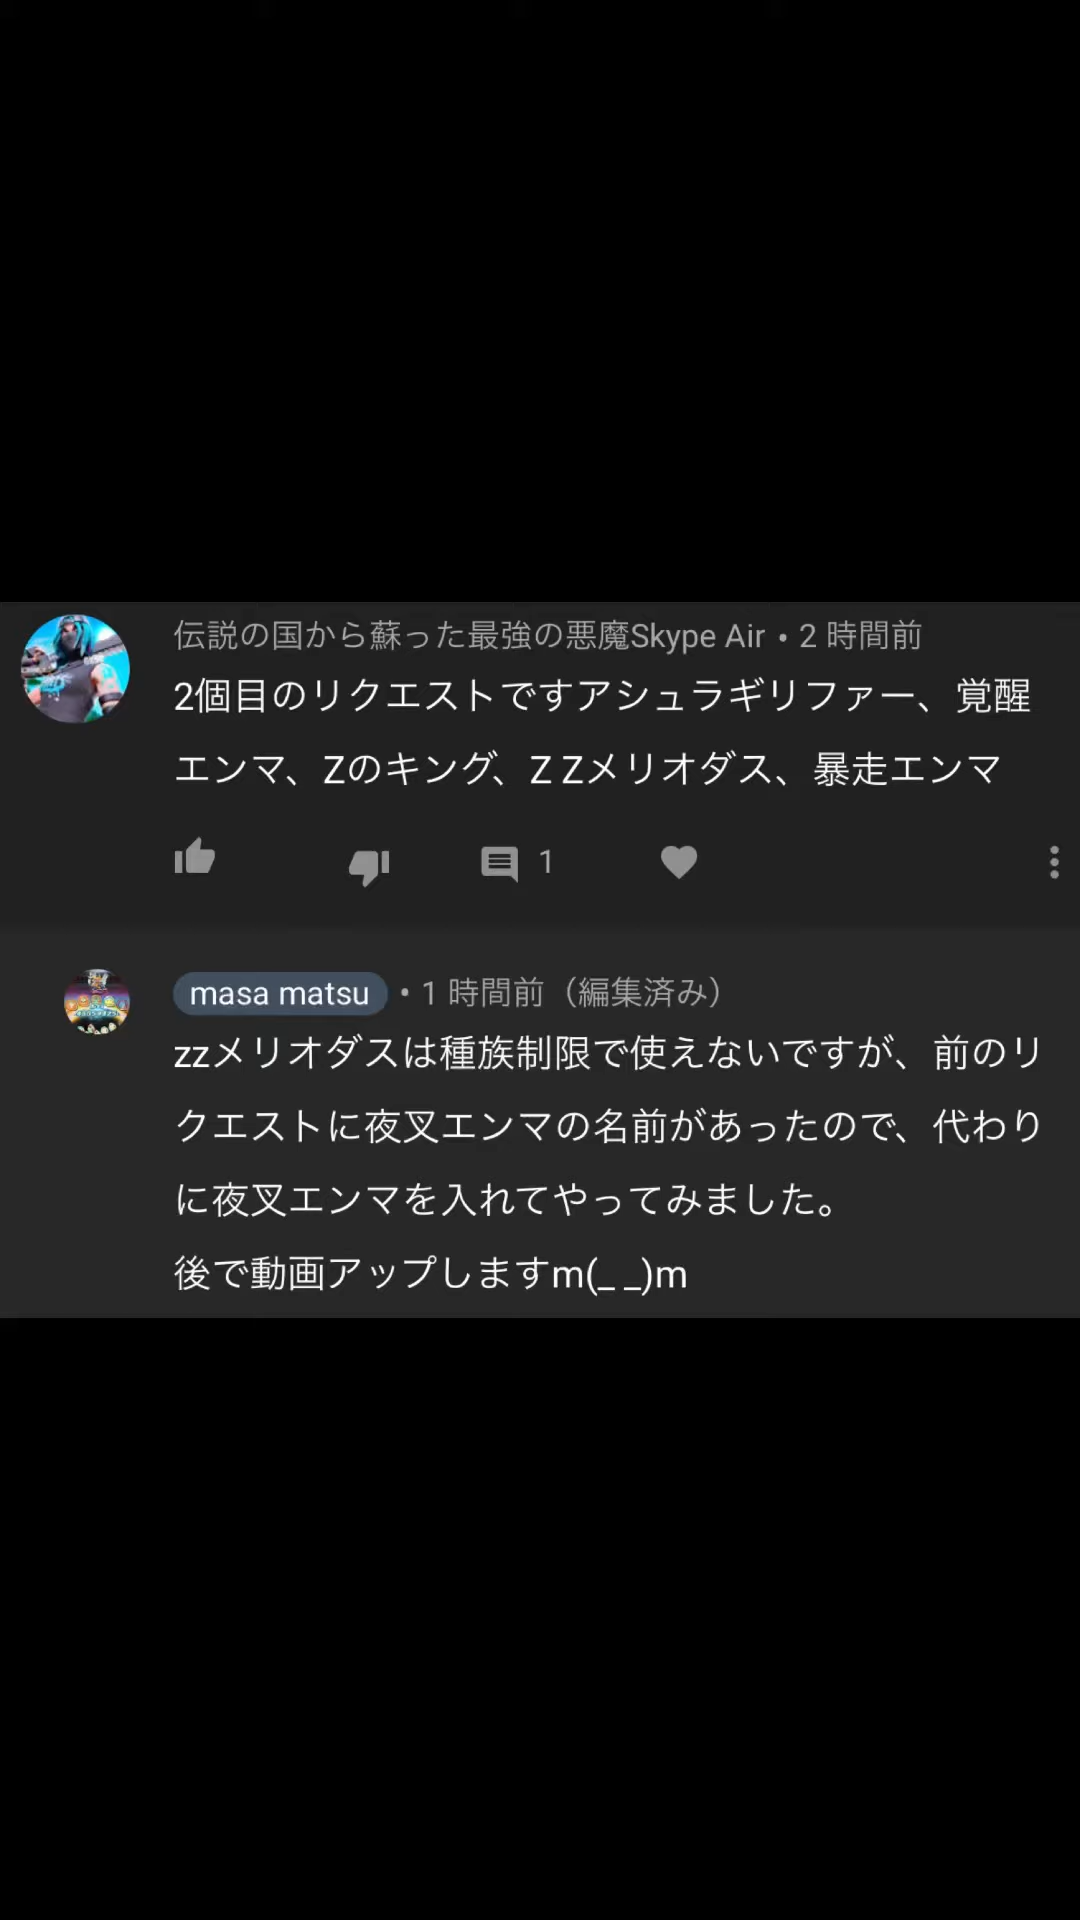 伝説の国から蘇った最強の悪魔Skype Air • 2 時間前
2個目のリクエストですアシュラギリファー、覚醒
エンマ、Zのキング、Z Zメリオダス、暴走エンマ
1
masa matsu • 1 時間前（編集済み）
zzメリオダスは種族制限で使えないですが、前のリ
クエストに夜叉エンマの名前があったので、代わり
に夜叉エンマを入れてやってみました。
後で動画アップしますm(_ _)m